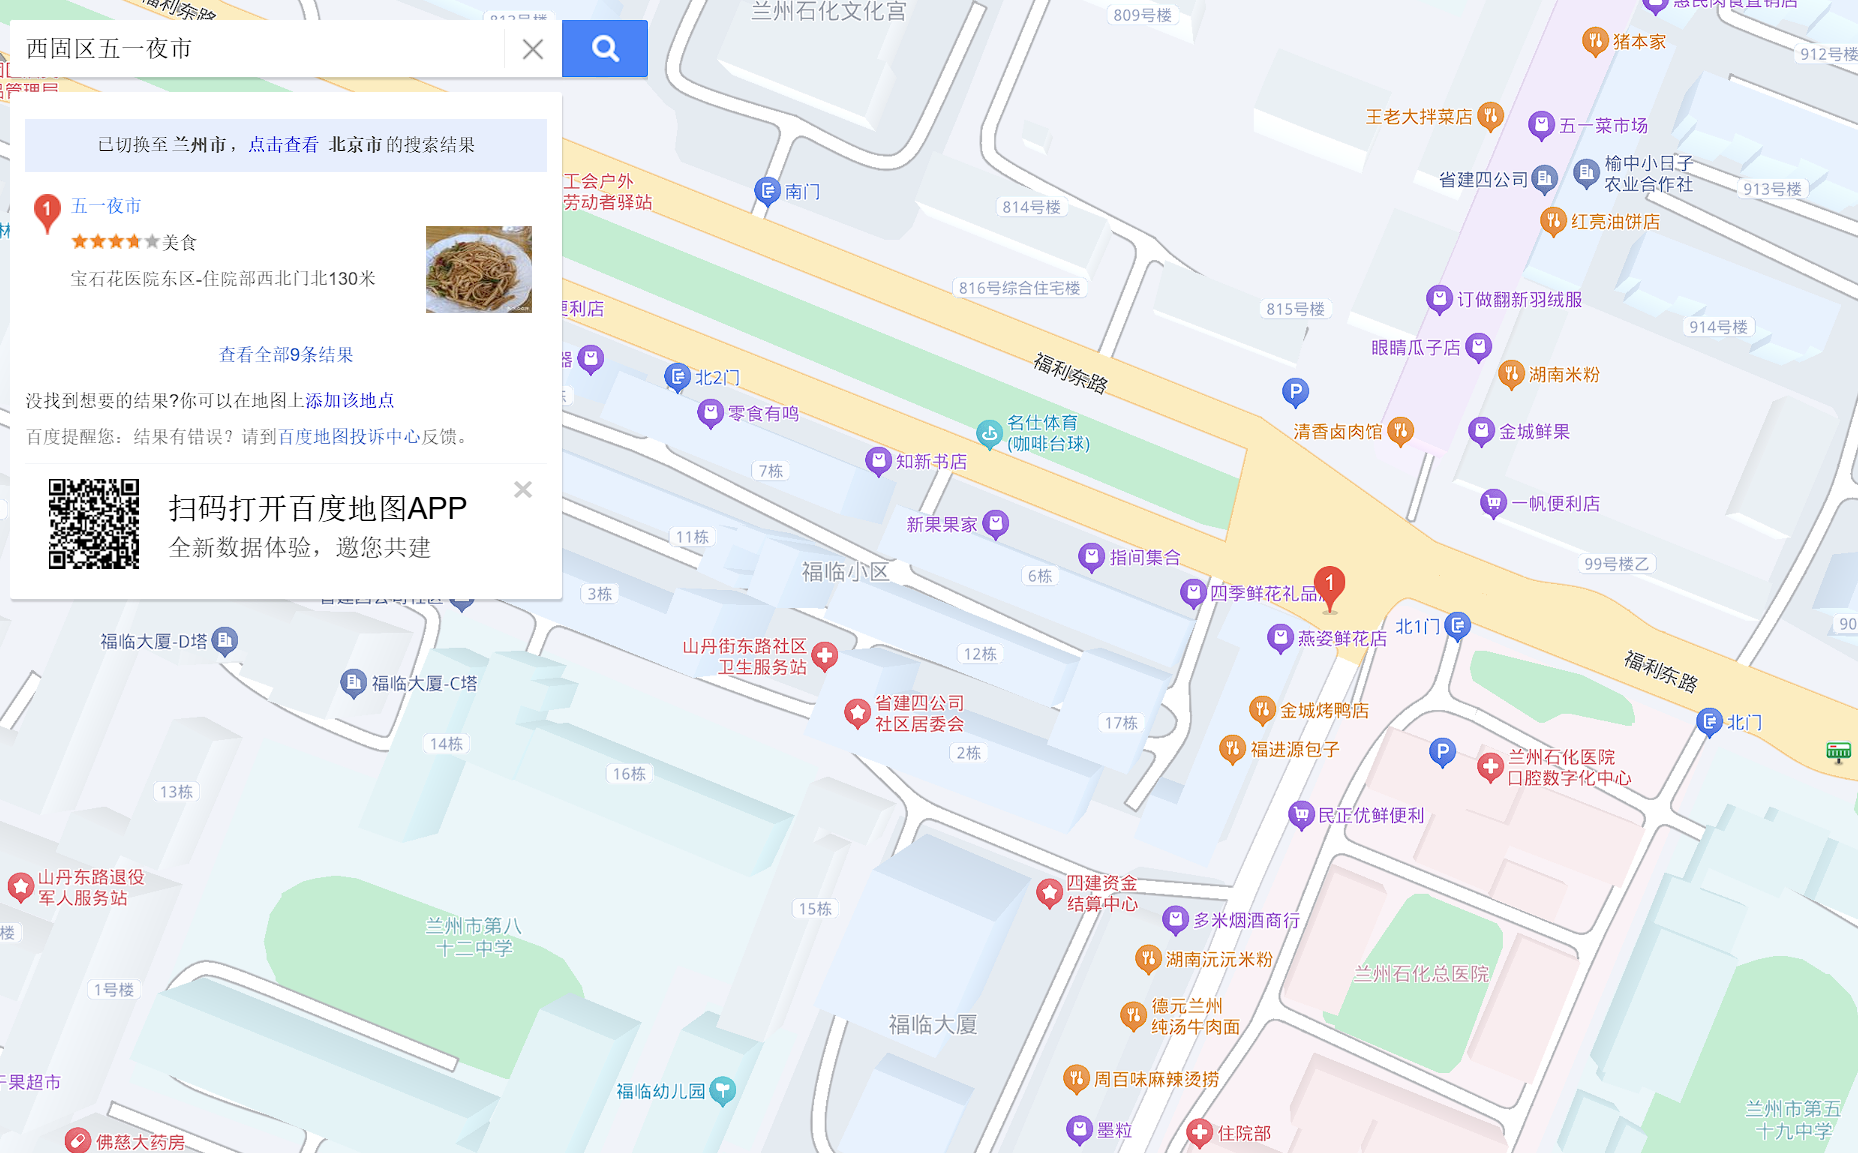 福利东路
兰州石化文化宫
809号楼
猪本家
912号楼
西固区五一夜市
品管理局
已切换至兰州市，点击查看 北京市的搜索结果
1
五一夜市
美食
宝石花医院东区-住院部西北门北130米
查看全部9条结果
没找到想要的结果?你可以在地图上添加该地点
百度提醒您：结果有错误？请到百度地图投诉中心反馈。
扫码打开百度地图APP
全新数据体验，邀您共建
王老大拌菜店
五一菜市场
省建四公司
榆中小日子
农业合作社
913号楼
红亮油饼店
工会户外
劳动者驿站
南门
814号楼
816号综合住宅楼
815号楼
订做翻新羽绒服
914号楼
眼睛瓜子店
湖南米粉
便利店
器
北2门
零食有鸣
福利东路
P
名仕体育
(咖啡台球)
清香卤肉馆
金城鲜果
知新书店
7栋
一帆便利店
新果果家
11栋
指间集合
福临小区
6栋
99号楼乙
3栋
四季鲜花礼品店
1
燕姿鲜花店
北1门
福临大厦-D塔
山丹街东路社区
卫生服务站
12栋
福利东路
福临大厦-C塔
省建四公司
社区居委会
17栋
金城烤鸭店
北门
14栋
2栋
福进源包子
P
兰州石化医院
口腔数字化中心
16栋
13栋
民正优鲜便利
山丹东路退役
军人服务站
四建资金
结算中心
15栋
多米烟酒商行
兰州市第八
十二中学
湖南沅沅米粉
兰州石化总医院
1号楼
德元兰州
纯汤牛肉面
福临大厦
干果超市
福临幼儿园
周百味麻辣烫捞
兰州市第五
十九中学
墨粒
住院部
佛慈大药房